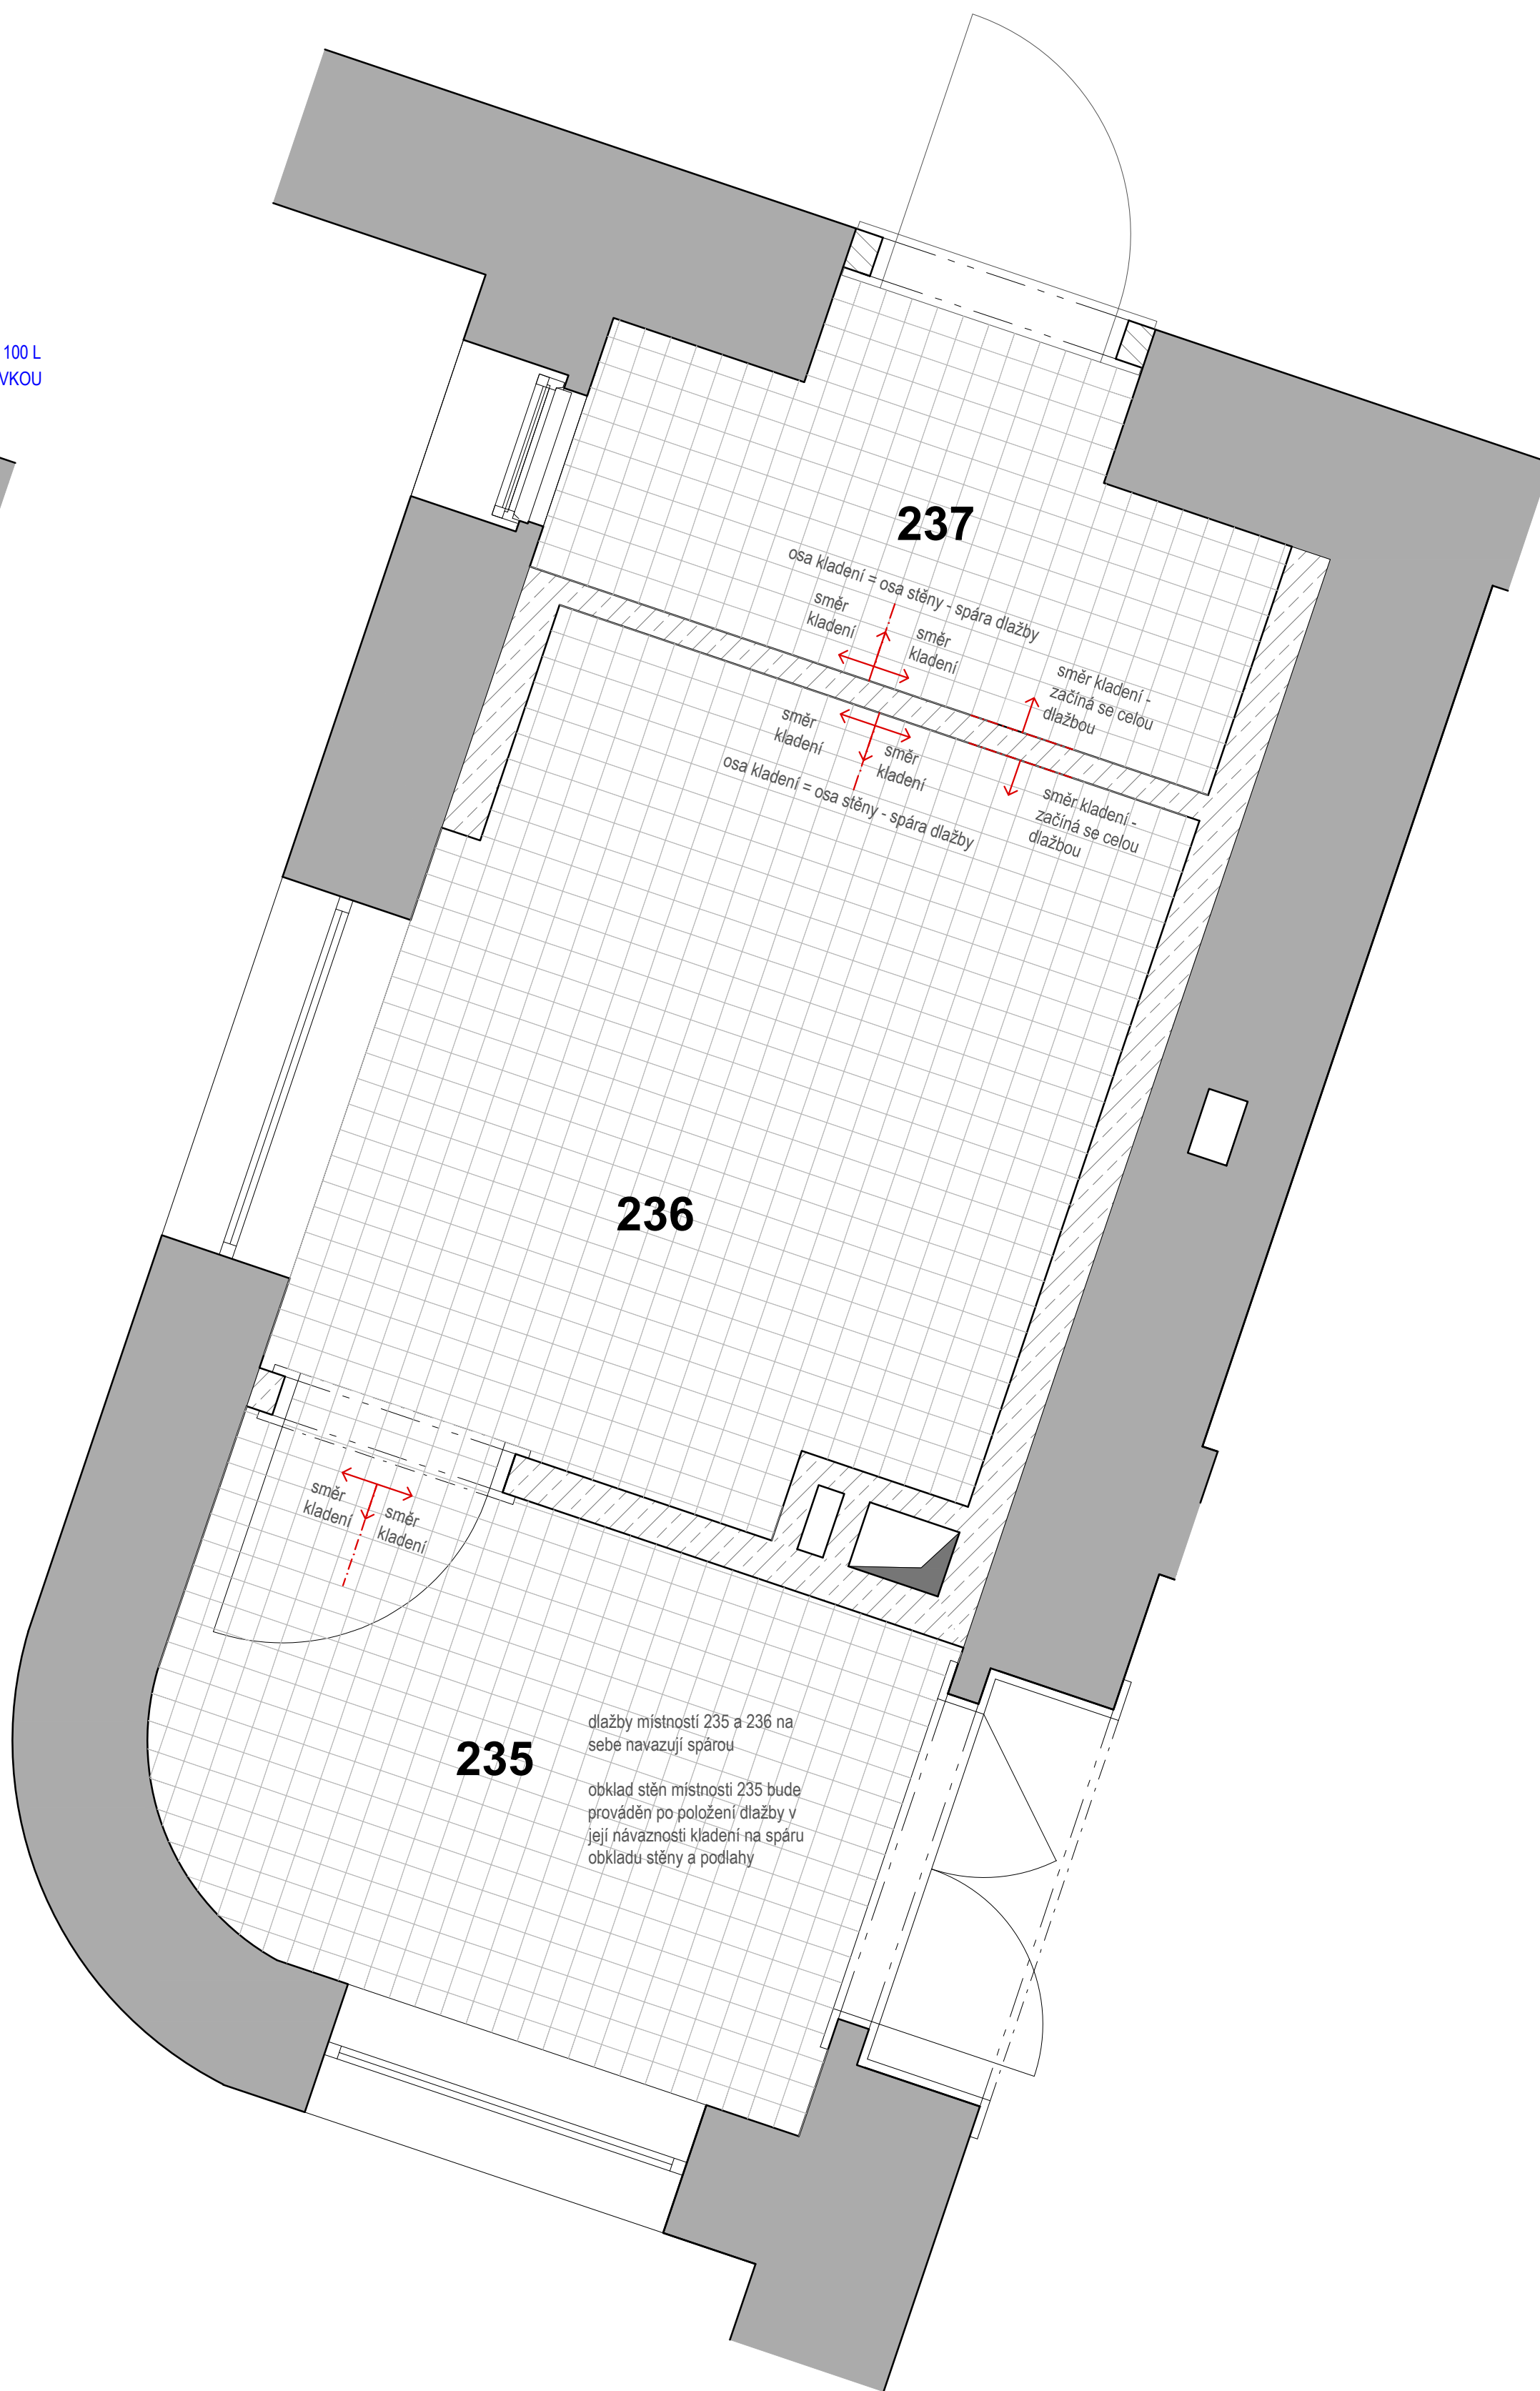 100 L
VKOU
237
osa kladení = osa stěny - spára dlažby
směr
kladení
směr
kladení
směr kladení -
začíná se celou
dlažbou
směr
kladení
směr
kladení
osa kladení = osa stěny - spára dlažby
směr kladení -
začíná se celou
dlažbou
236
směr
kladení
směr
kladení
235
dlažby místností 235 a 236 na
sebe navazují spárou
obklad stěn místnosti 235 bude
prováděn po položení dlažby v
její návaznosti kladení na spáru
obkladu stěny a podlahy